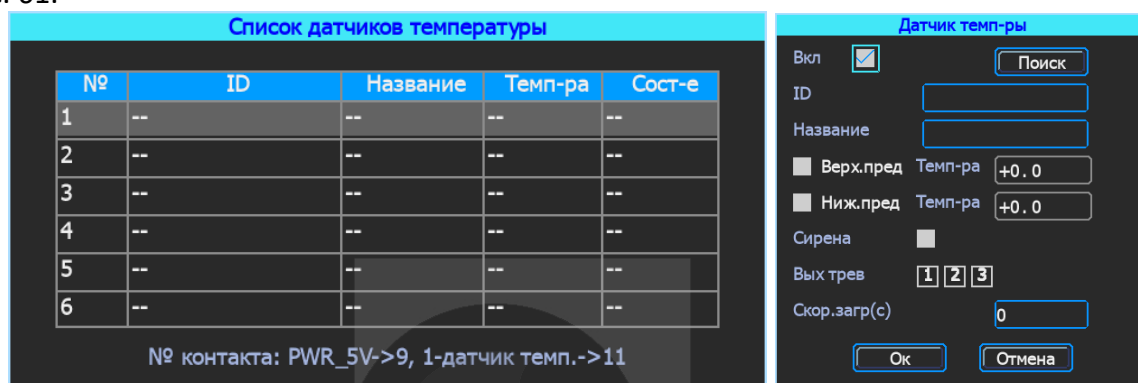 Список датчиков температуры
№ ID Название Темп-ра Сост-е
1 -- -- -- --
2 -- -- -- --
3 -- -- -- --
4 -- -- -- --
5 -- -- -- --
6 -- -- -- --
№ контакта: PWR_5V->9, 1-датчик темп.->11
Датчик темп-ры
Вкл Поиск
ID
Название
Верх.пред Темп-ра +0.0
Ниж.пред Темп-ра +0.0
Сирена
Вых трев 1 2 3
Скор.загр(с) 0
Ок Отмена